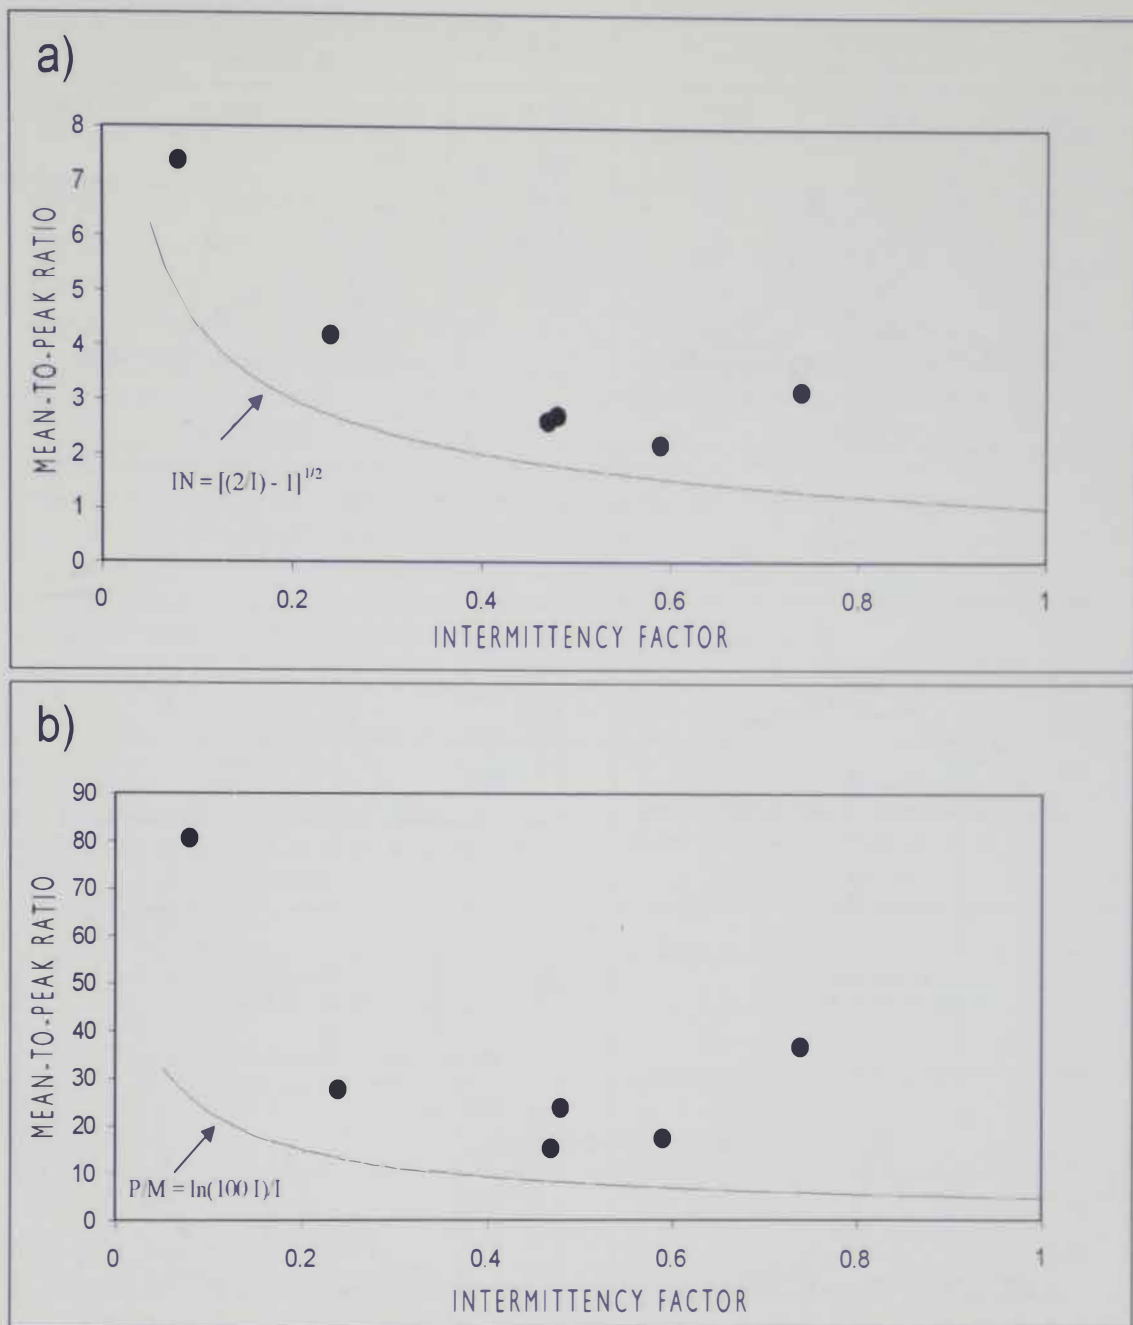 a)
8
7
6
5
4
3
2
1
0
MEAN-TO-PEAK RATIO
IN = [(2/I) - 1]^1/2
0 0.2 0.4 0.6 0.8 1
INTERMITTENCY FACTOR
b)
90
80
70
60
50
40
30
20
10
0
MEAN-TO-PEAK RATIO
P/M = ln(100 I)/I
0 0.2 0.4 0.6 0.8 1
INTERMITTENCY FACTOR